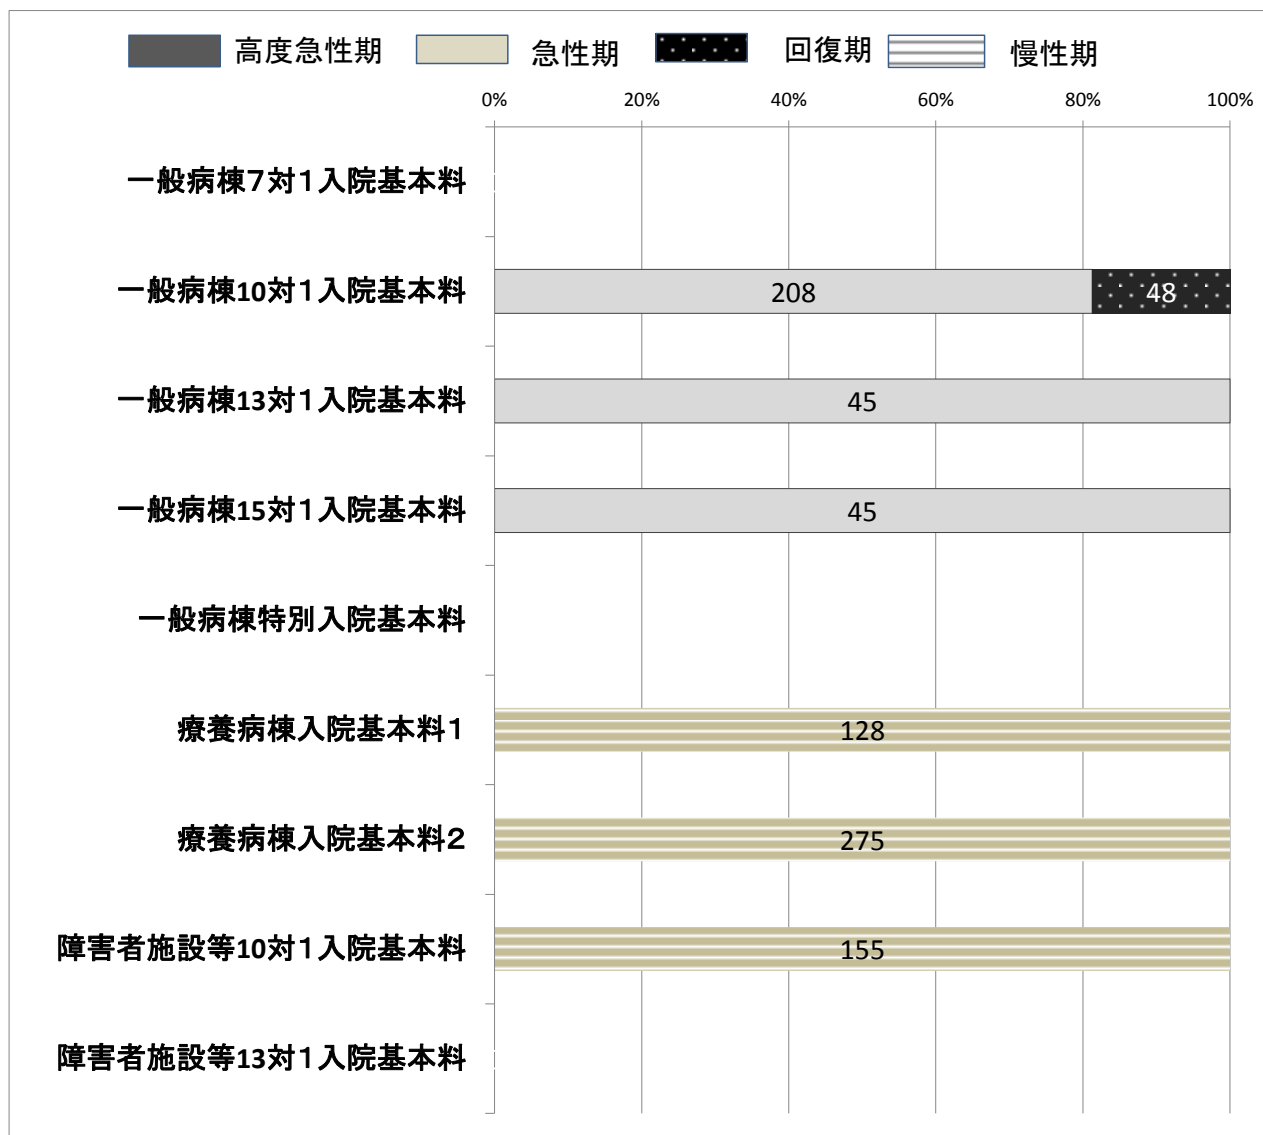 高度急性期 急性期 回復期 慢性期
0% 20% 40% 60% 80% 100%
一般病棟７対１入院基本料
一般病棟10対１入院基本料 208 48
一般病棟13対１入院基本料 45
一般病棟15対１入院基本料 45
一般病棟特別入院基本料
療養病棟入院基本料１ 128
療養病棟入院基本料２ 275
障害者施設等10対１入院基本料 155
障害者施設等13対１入院基本料